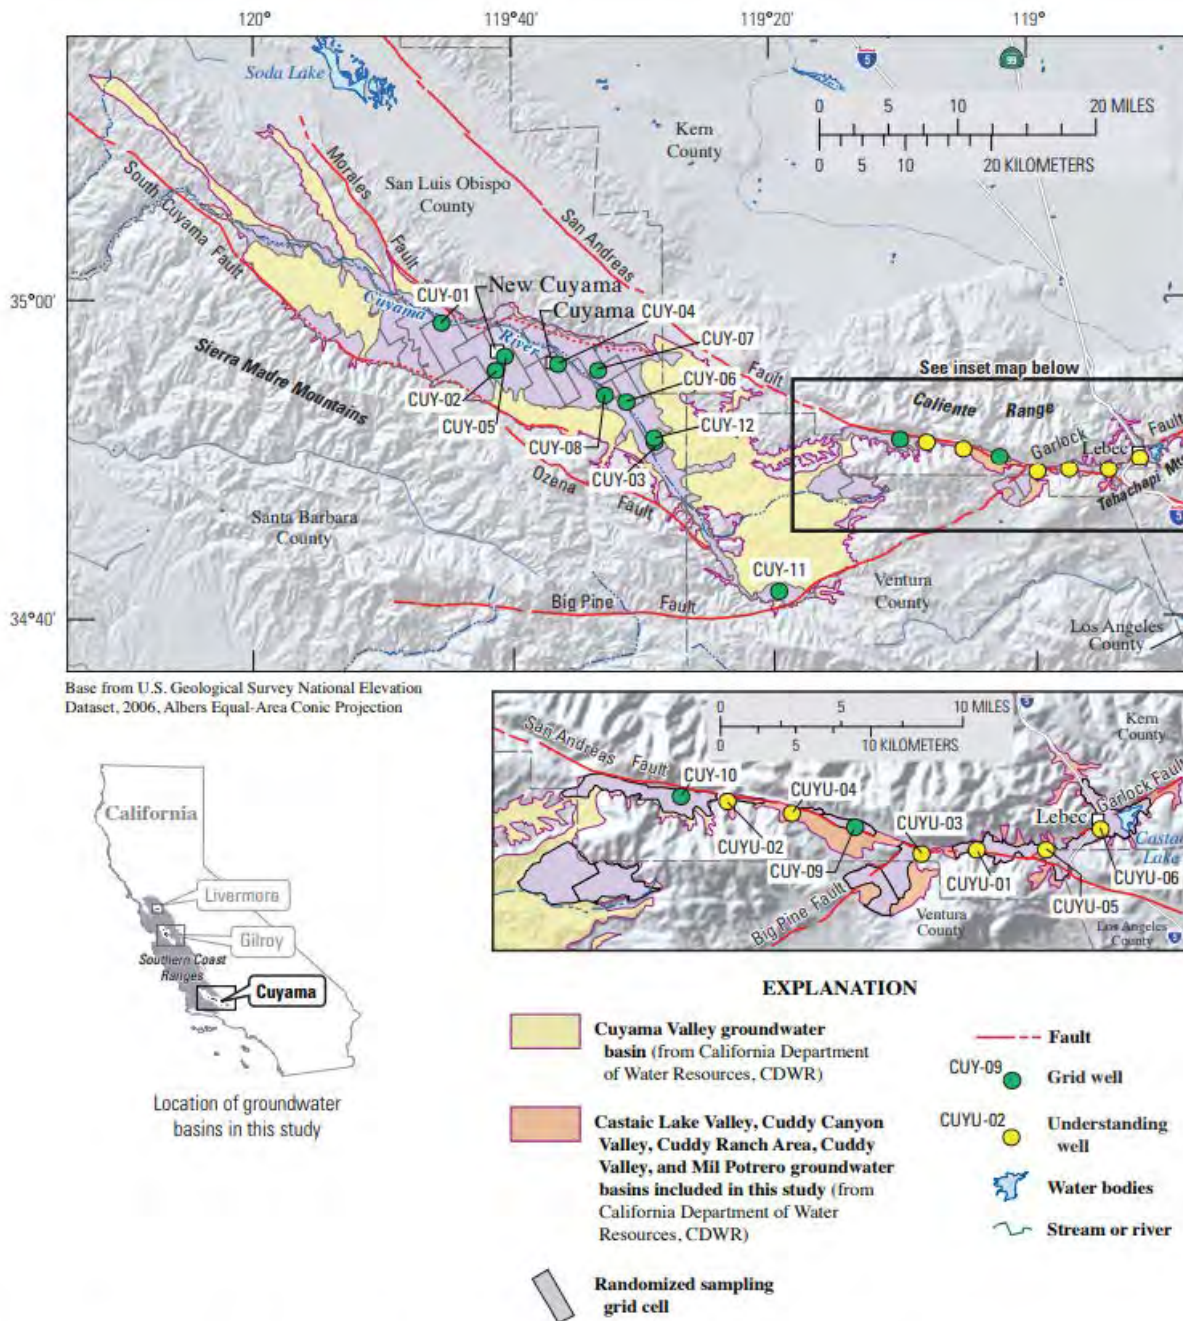 120°
119°40'
119°20'
119°
Soda Lake
5
99
0 5 10 20 MILES
0 5 10 20 KILOMETERS
Kern
County
Morales
Fault
San Luis Obispo
County
South Cuyama Fault
San Andreas
Fault
35°00'
Cuyama
River
CUY-01
New Cuyama
Cuyama
CUY-04
CUY-07
Sierra Madre Mountains
CUY-02
CUY-05
CUY-06
CUY-08
CUY-12
CUY-03
See inset map below
Caliente Range
Garlock
Fault
Lebec
Tehachapi Mts
5
Ozena
Fault
Santa Barbara
County
CUY-11
Ventura
County
Big Pine Fault
34°40'
Los Angeles
County
Base from U.S. Geological Survey National Elevation
Dataset, 2006, Albers Equal-Area Conic Projection
0 5 10 MILES
0 5 10 KILOMETERS
5
Kern
County
San Andreas
Fault
CUY-10
CUYU-04
CUYU-03
Garlock Fault
Lebec
CUYU-02
CUY-09
CUYU-01
Castac
Lake
CUYU-06
CUYU-05
Big Pine Fault
Ventura
County
Los Angeles
County
5
California
Livermore
Gilroy
Southern Coast
Ranges
Cuyama
Location of groundwater
basins in this study
EXPLANATION
Cuyama Valley groundwater
basin (from California Department
of Water Resources, CDWR)
Castaic Lake Valley, Cuddy Canyon
Valley, Cuddy Ranch Area, Cuddy
Valley, and Mil Potrero groundwater
basins included in this study (from
California Department of Water
Resources, CDWR)
Randomized sampling
grid cell
Fault
CUY-09
Grid well
CUYU-02
Understanding
well
Water bodies
Stream or river